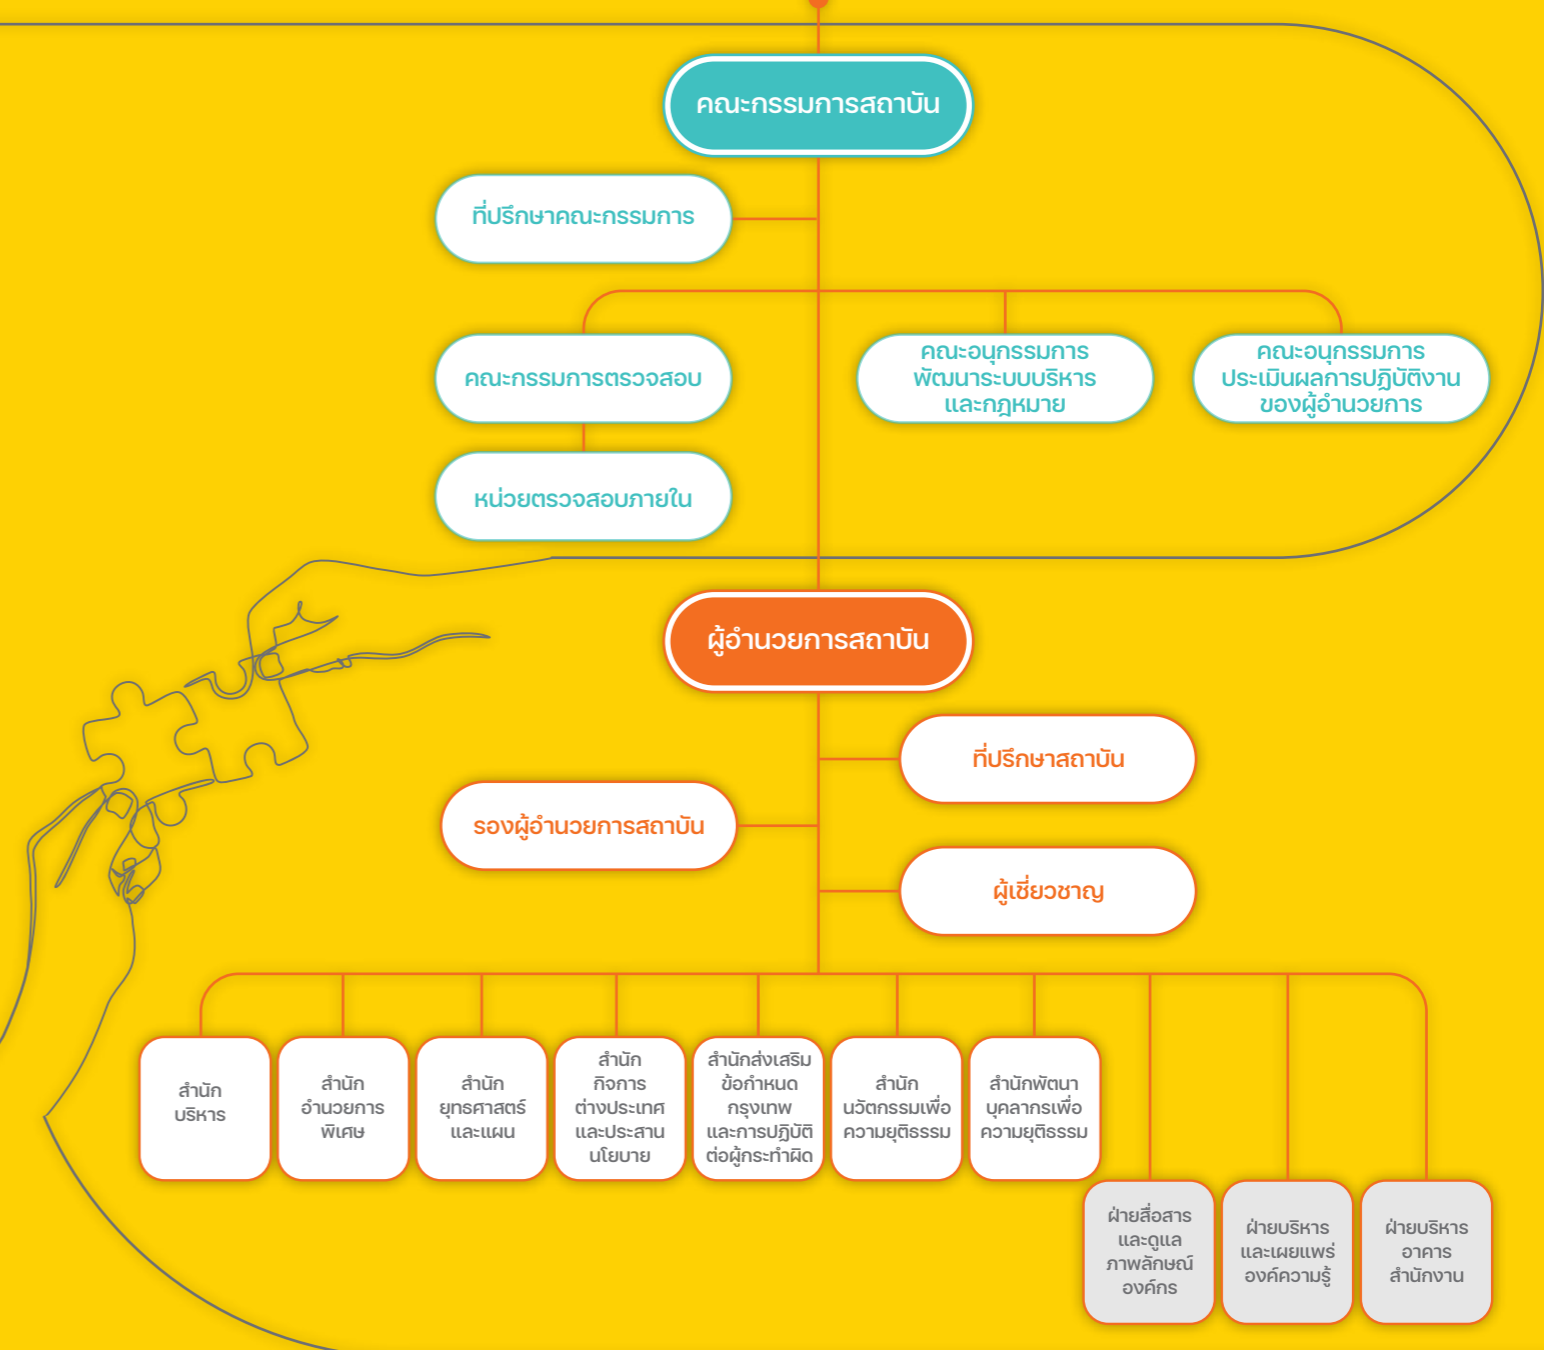 คณะกรรมการสถาบัน
ที่ปรึกษาคณะกรรมการ
คณะกรรมการตรวจสอบ
คณะอนุกรรมการ
พัฒนาระบบบริหาร
และกฎหมาย
คณะอนุกรรมการ
ประเมินผลการปฏิบัติงาน
ของผู้อำนวยการ
หน่วยตรวจสอบภายใน
ผู้อำนวยการสถาบัน
ที่ปรึกษาสถาบัน
รองผู้อำนวยการสถาบัน
ผู้เชี่ยวชาญ
สำนัก
บริหาร
สำนัก
อำนวยการ
พิเศษ
สำนัก
ยุทธศาสตร์
และแผน
สำนัก
กิจการ
ต่างประเทศ
และประสาน
นโยบาย
สำนักส่งเสริม
ข้อกำหนด
กรุงเทพ
และการปฏิบัติ
ต่อผู้กระทำผิด
สำนัก
นวัตกรรมเพื่อ
ความยุติธรรม
สำนักพัฒนา
บุคลากรเพื่อ
ความยุติธรรม
ฝ่ายสื่อสาร
และดูแล
ภาพลักษณ์
องค์กร
ฝ่ายบริหาร
และเผยแพร่
องค์ความรู้
ฝ่ายบริหาร
อาคาร
สำนักงาน